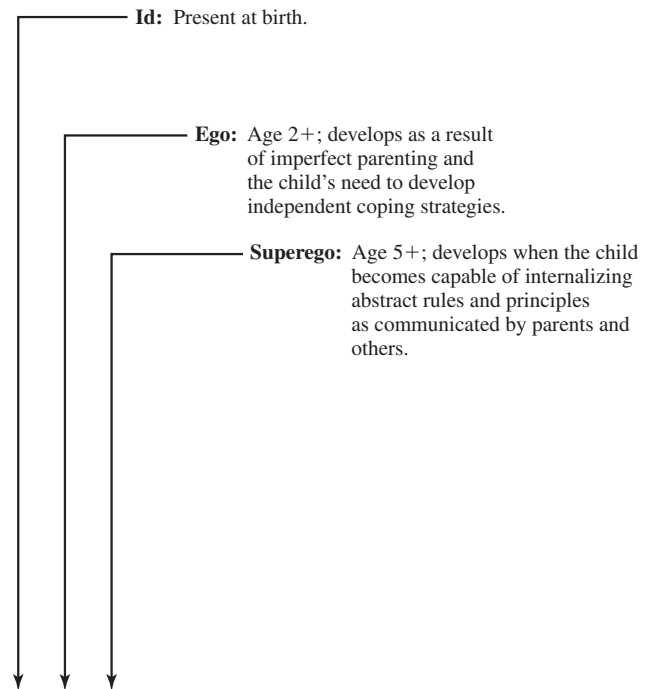 Id: Present at birth.
Ego: Age 2+; develops as a result
of imperfect parenting and
the child's need to develop
independent coping strategies.
Superego: Age 5+; develops when the child
becomes capable of internalizing
abstract rules and principles
as communicated by parents and
others.